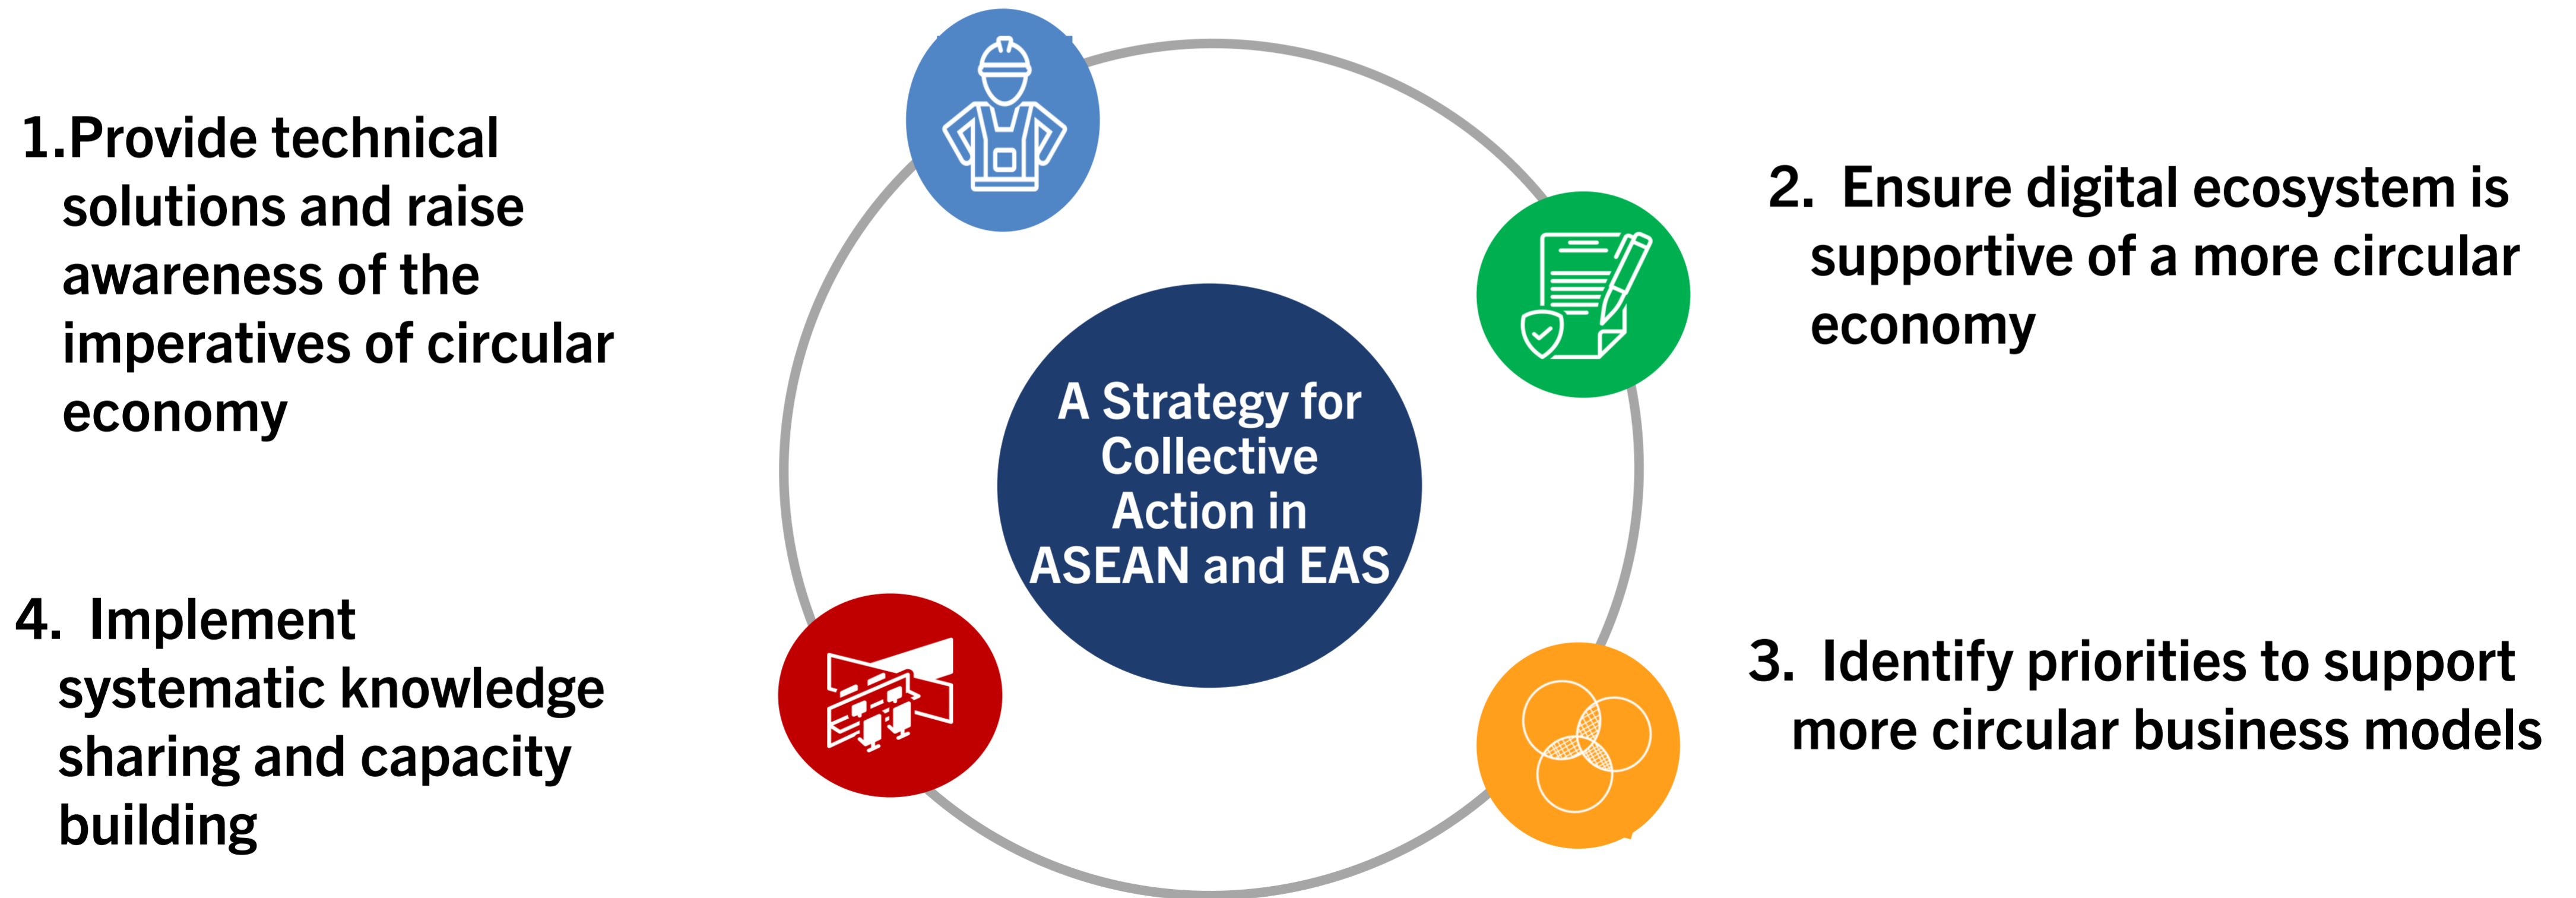 1.Provide technical
solutions and raise
awareness of the
imperatives of circular
economy
2. Ensure digital ecosystem is
supportive of a more circular
economy
A Strategy for
Collective
Action in
ASEAN and EAS
4. Implement
systematic knowledge
sharing and capacity
building
3. Identify priorities to support
more circular business models